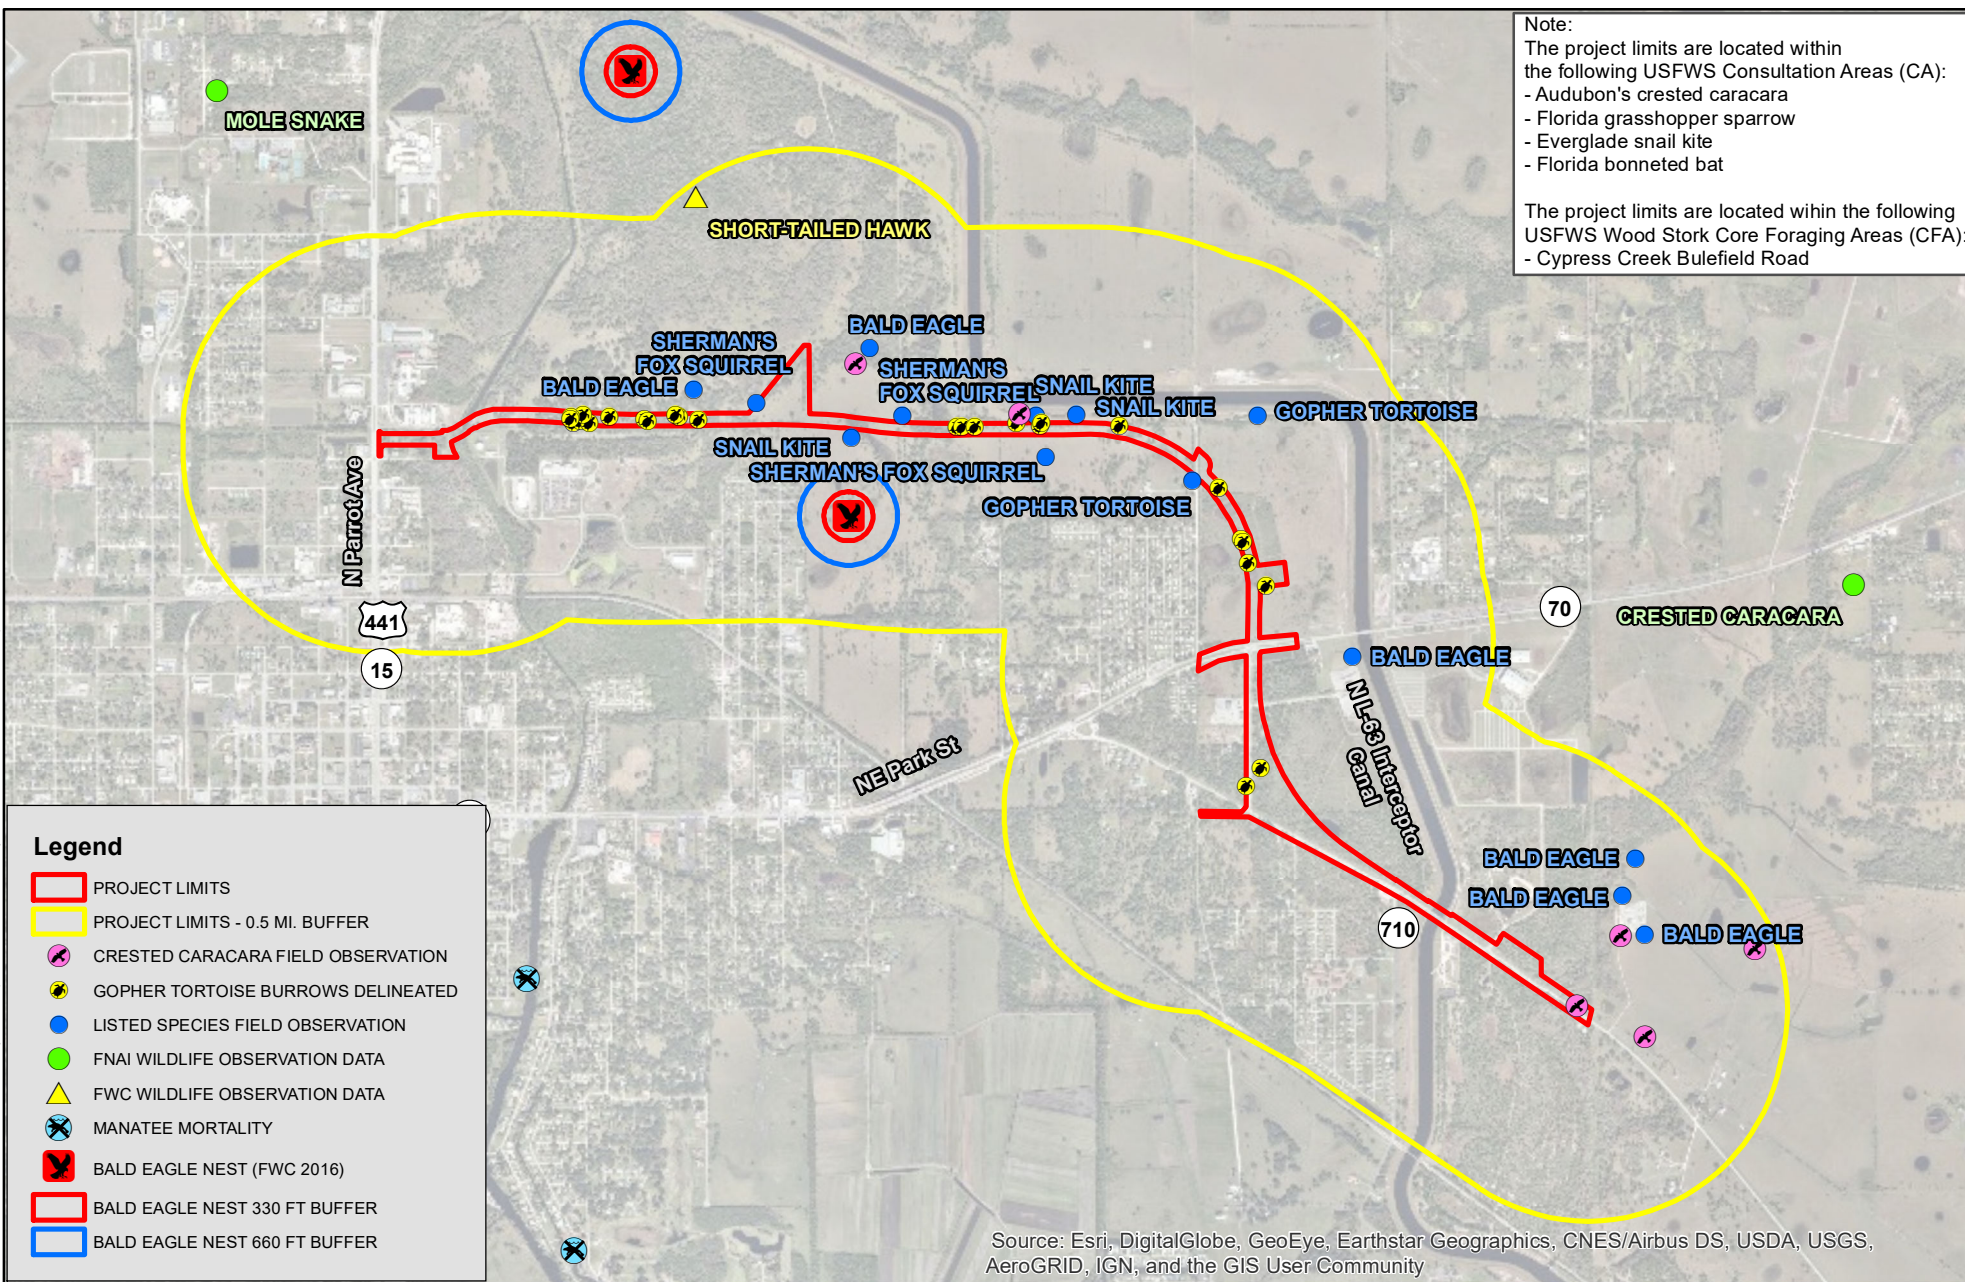 Note:
The project limits are located within
the following USFWS Consultation Areas (CA):
- Audubon's crested caracara
- Florida grasshopper sparrow
- Everglade snail kite
- Florida bonneted bat
The project limits are located wihin the following
USFWS Wood Stork Core Foraging Areas (CFA):
- Cypress Creek Bulefield Road
MOLE SNAKE
SHORT-TAILED HAWK
BALD EAGLE
SHERMAN'S
FOX SQUIRREL
BALD EAGLE
SHERMAN'S
FOX SQUIRREL
SNAIL KITE
SNAIL KITE
GOPHER TORTOISE
SNAIL KITE
SHERMAN'S FOX SQUIRREL
GOPHER TORTOISE
N Parrot Ave
441
15
70
CRESTED CARACARA
BALD EAGLE
N L-63 Interceptor
Canal
NE Park St
BALD EAGLE
BALD EAGLE
BALD EAGLE
710
Legend
PROJECT LIMITS
PROJECT LIMITS - 0.5 MI. BUFFER
CRESTED CARACARA FIELD OBSERVATION
GOPHER TORTOISE BURROWS DELINEATED
LISTED SPECIES FIELD OBSERVATION
FNAI WILDLIFE OBSERVATION DATA
FWC WILDLIFE OBSERVATION DATA
MANATEE MORTALITY
BALD EAGLE NEST (FWC 2016)
BALD EAGLE NEST 330 FT BUFFER
BALD EAGLE NEST 660 FT BUFFER
Source: Esri, DigitalGlobe, GeoEye, Earthstar Geographics, CNES/Airbus DS, USDA, USGS,
AeroGRID, IGN, and the GIS User Community